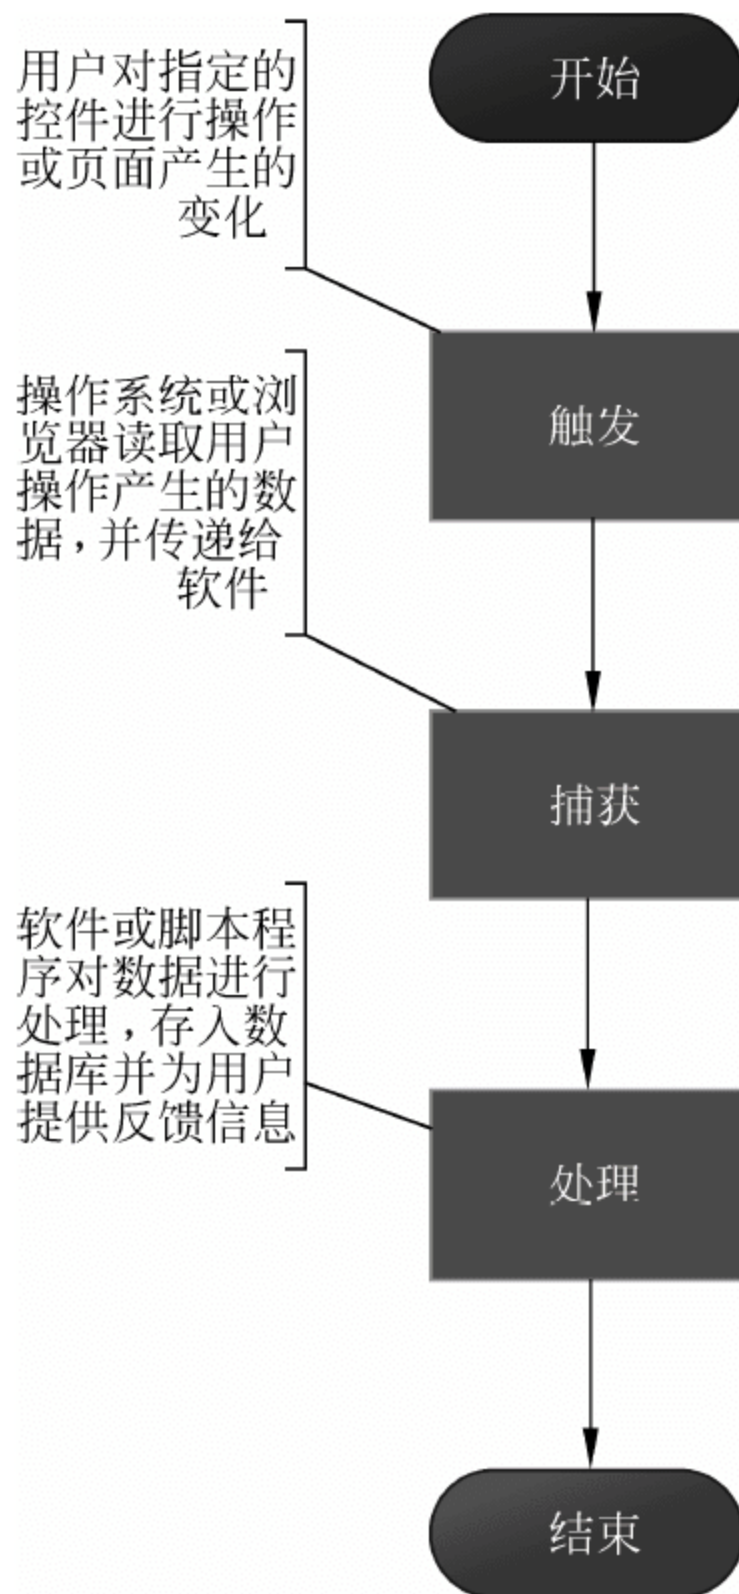 开始
用户对指定的
控件进行操作
或页面产生的
变化
触发
操作系统或浏
览器读取用户
操作产生的数
据，并传递给
软件
捕获
软件或脚本程
序对数据进行
处理，存入数
据库并为用户
提供反馈信息
处理
结束